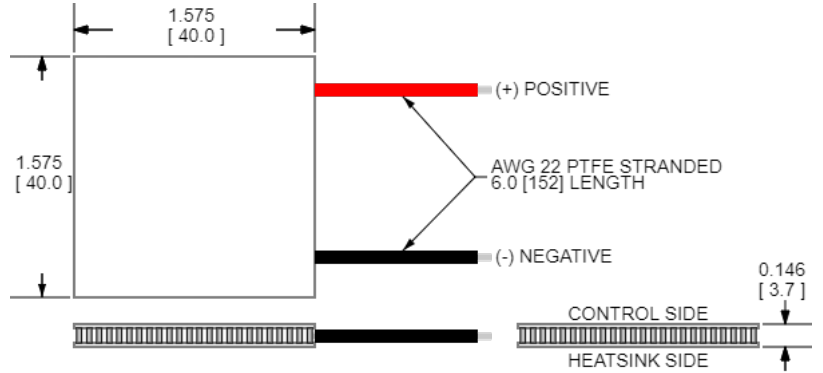 1.575
[ 40.0 ]
(+) POSITIVE
1.575
[ 40.0 ]
AWG 22 PTFE STRANDED
6.0 [152] LENGTH
(-) NEGATIVE
0.146
[ 3.7 ]
CONTROL SIDE
HEATSINK SIDE